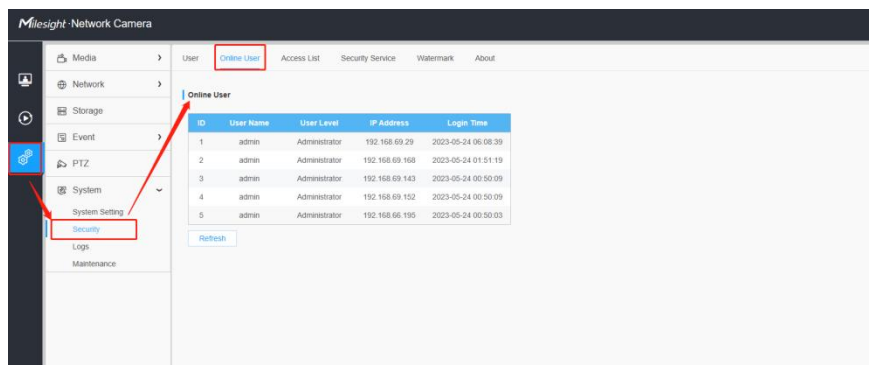 Milesight · Network Camera
Media
Network
Storage
Event
PTZ
System
System Setting
Security
Logs
Maintenance
User Online User Access List Security Service Watermark About
Online User
ID User Name User Level IP Address Login Time
1 admin Administrator 192.168.69.29 2023-05-24 06:08:39
2 admin Administrator 192.168.69.168 2023-05-24 01:51:19
3 admin Administrator 192.168.69.143 2023-05-24 00:50:09
4 admin Administrator 192.168.69.152 2023-05-24 00:50:09
5 admin Administrator 192.168.66.195 2023-05-24 00:50:03
Refresh